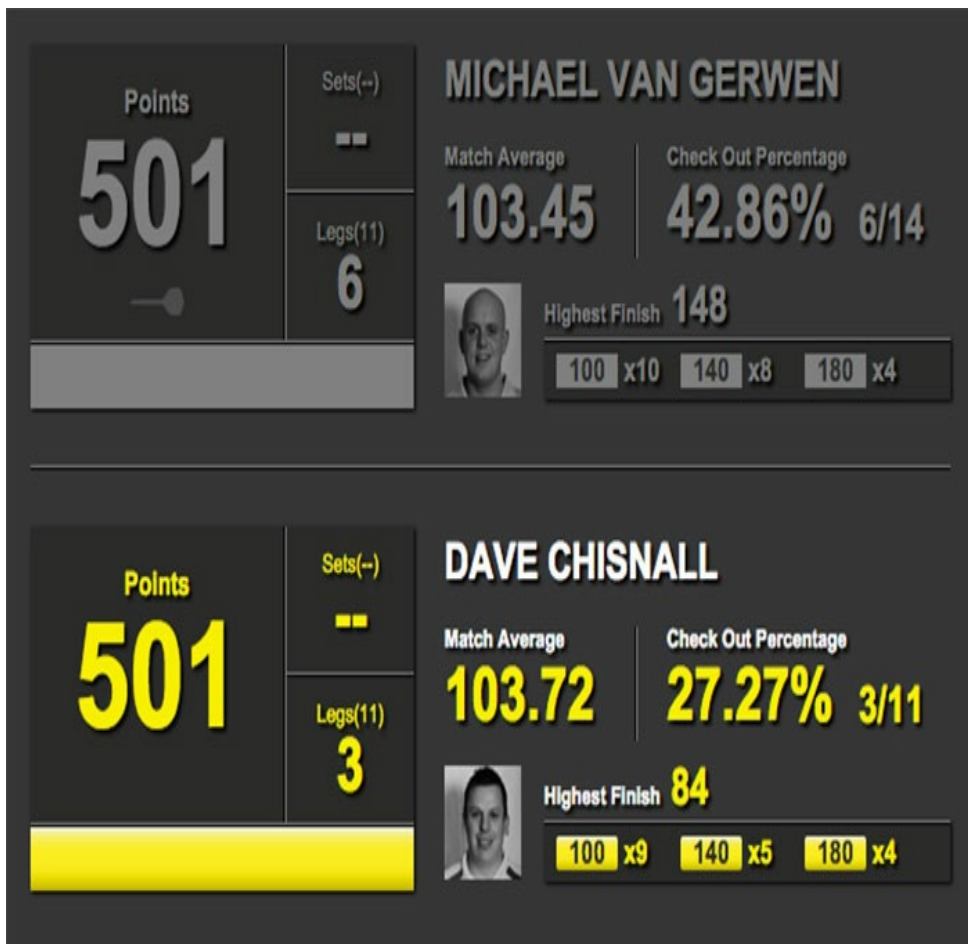 Points
501
Sets(--)
--
Legs(11)
6
MICHAEL VAN GERWEN
Match Average
103.45
Check Out Percentage
42.86% 6/14
Highest Finish 148
100 x10 140 x8 180 x4
Points
501
Sets(--)
--
Legs(11)
3
DAVE CHISNALL
Match Average
103.72
Check Out Percentage
27.27% 3/11
Highest Finish 84
100 x9 140 x5 180 x4